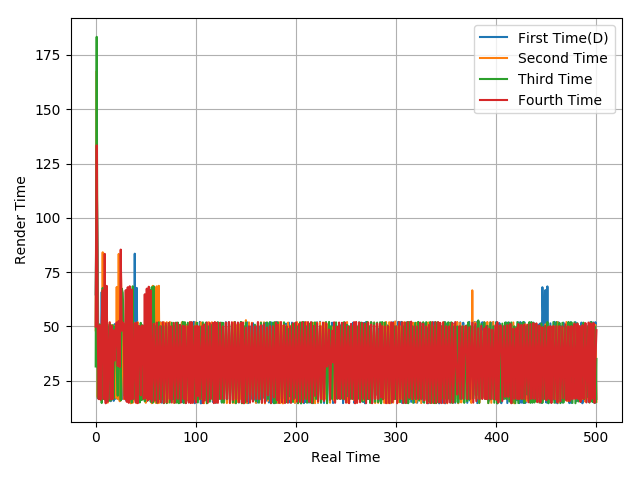 First Time(D)
Second Time
Third Time
Fourth Time
175
150
125
100
75
50
25
Render Time
0
100
200
300
400
500
Real Time